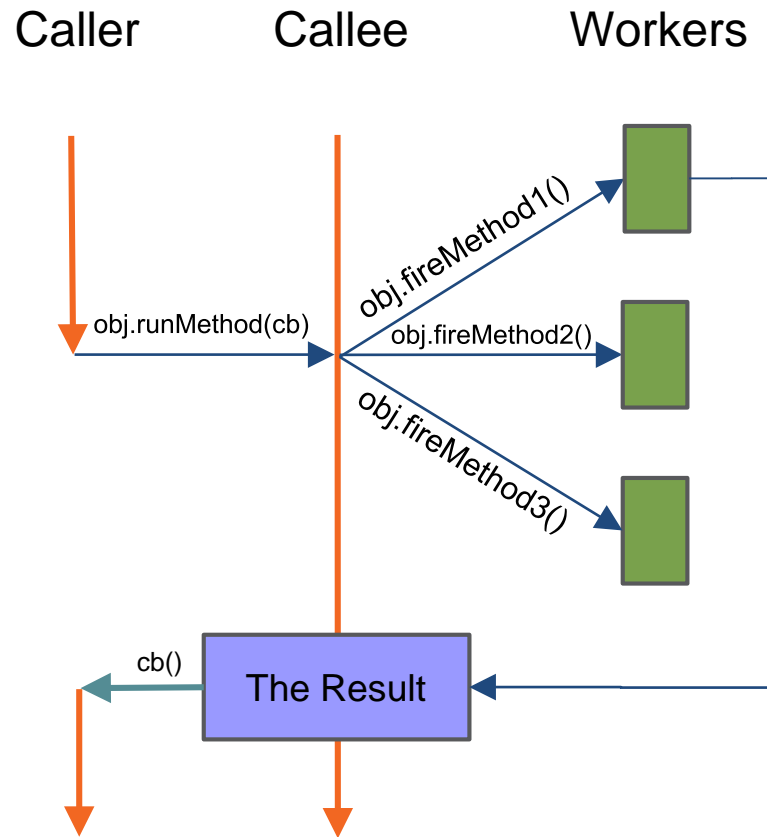 Caller
Callee
Workers
obj.fireMethod1()
obj.runMethod(cb)
obj.fireMethod2()
obj.fireMethod3()
cb()
The Result